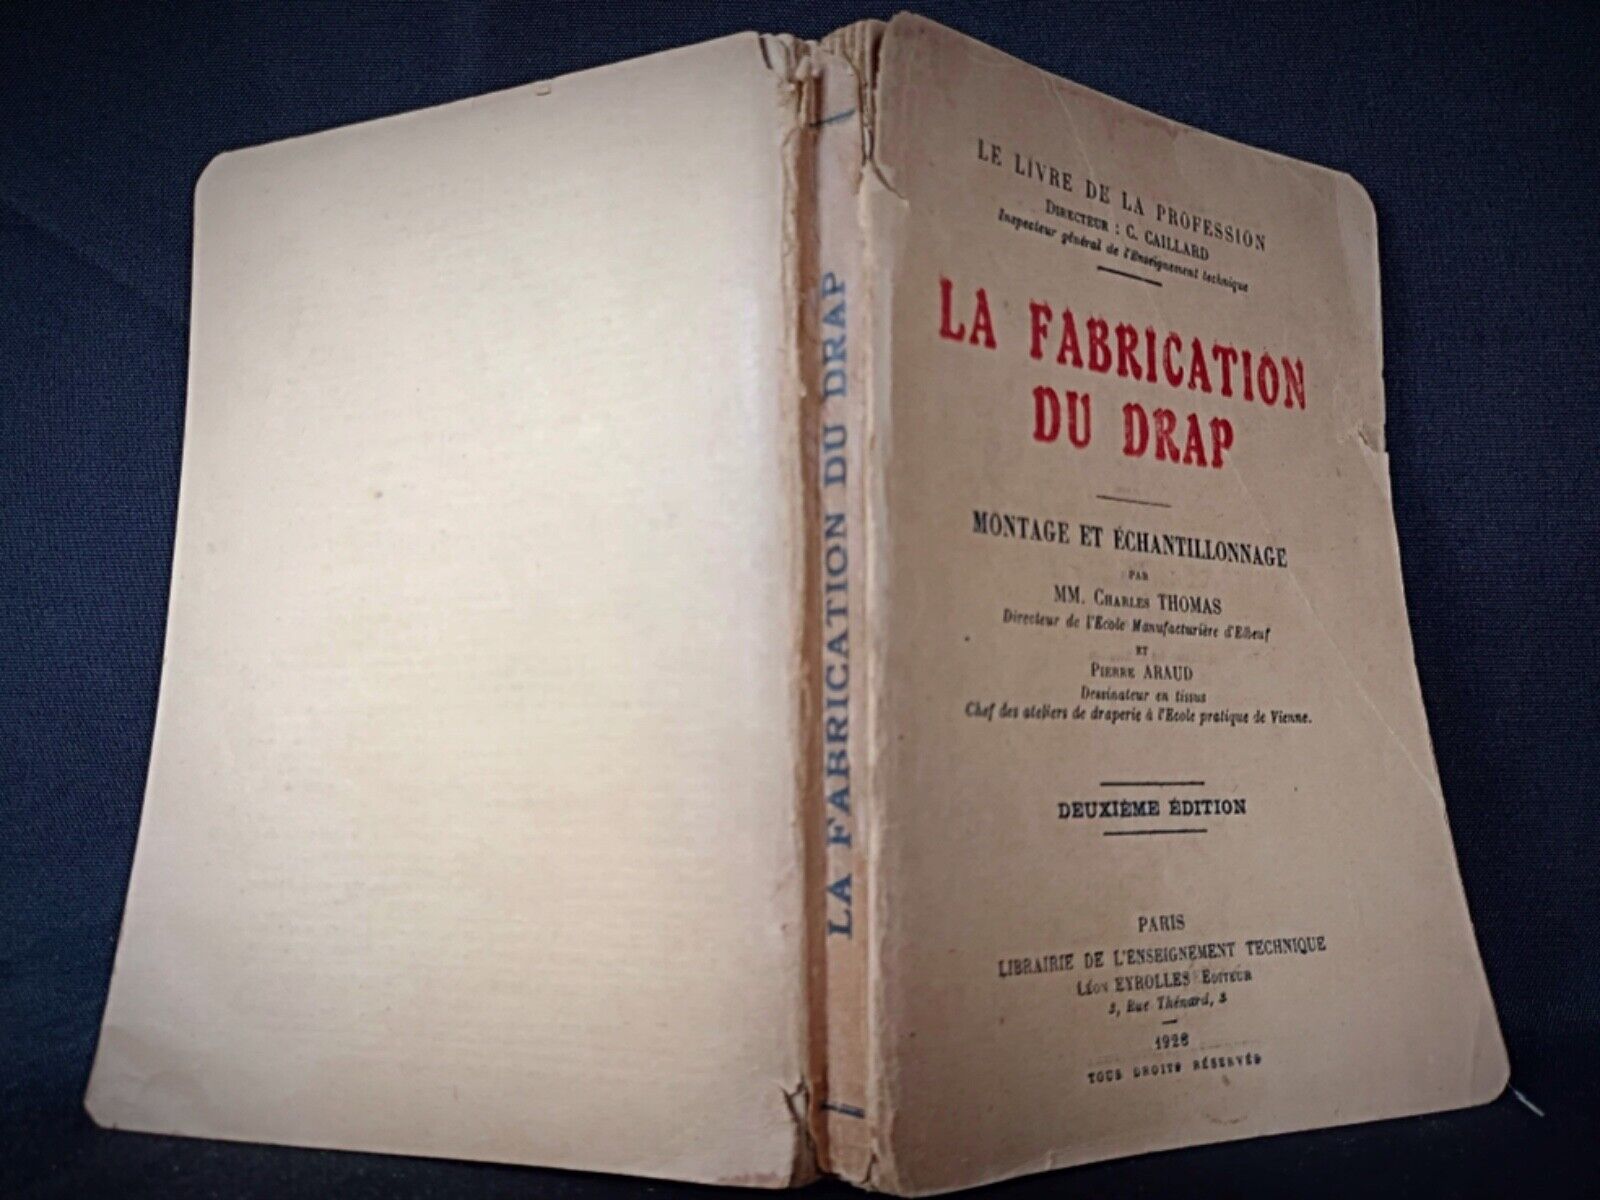 LA FABRICATION DU DRAP
LE LIVRE DE LA PROFESSION
DIRECTEUR : C. CAILLARD
Inspecteur général de l'Enseignement technique
LA FABRICATION
DU DRAP
MONTAGE ET ÉCHANTILLONNAGE
PAR
MM. CHARLES THOMAS
Directeur de l'Ecole Manufacturière d'Elbeuf
ET
PIERRE ARAUD
Dessinateur en tissus
Chef des ateliers de draperie à l'Ecole pratique de Vienne.
DEUXIÈME ÉDITION
PARIS
LIBRAIRIE DE L'ENSEIGNEMENT TECHNIQUE
LÉON EYROLLES EDITEUR
3, Rue Thénard, 3
1928
TOUS DROITS RÉSERVÉS